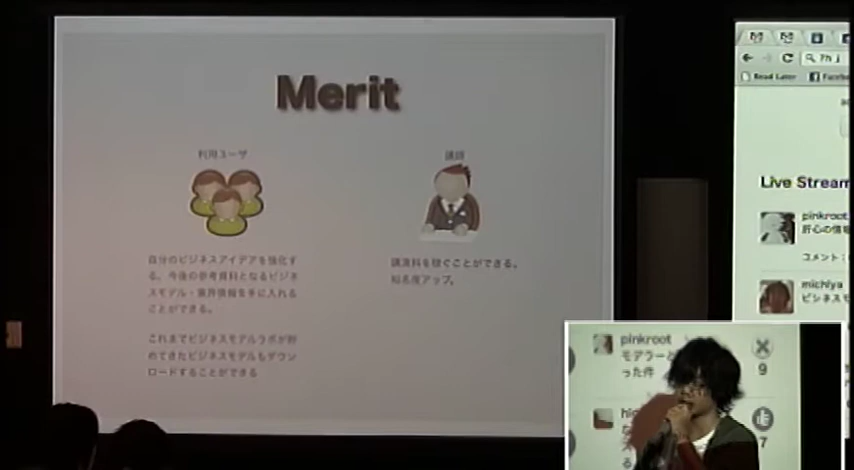 Merit
利用ユーザ
講師
自分のビジネスアイデアを強化す
る。今後の参考資料となるビジネ
スモデル・業界情報を手に入れる
ことができる。
これまでビジネスモデルラボが貯
めてきたビジネスモデルもダウン
ロードすることができる
講演料を稼ぐことができる。
知名度アップ。
Read Later
Facebo
Live Stream
pinkroot
肝心の情報
コメント:
michiya
ビジネスモ
pinkroot
モデラーと
った件
9
hic
な
7